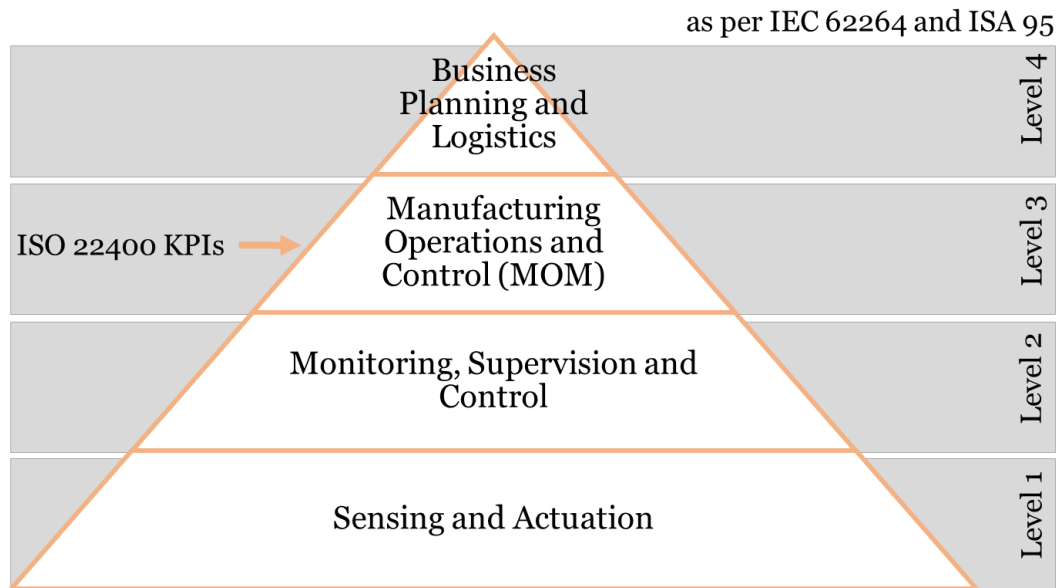 as per IEC 62264 and ISA 95
Business
Planning and
Logistics
Level 4
Manufacturing
Operations and
Control (MOM)
ISO 22400 KPIs
Level 3
Monitoring, Supervision and
Control
Level 2
Sensing and Actuation
Level 1